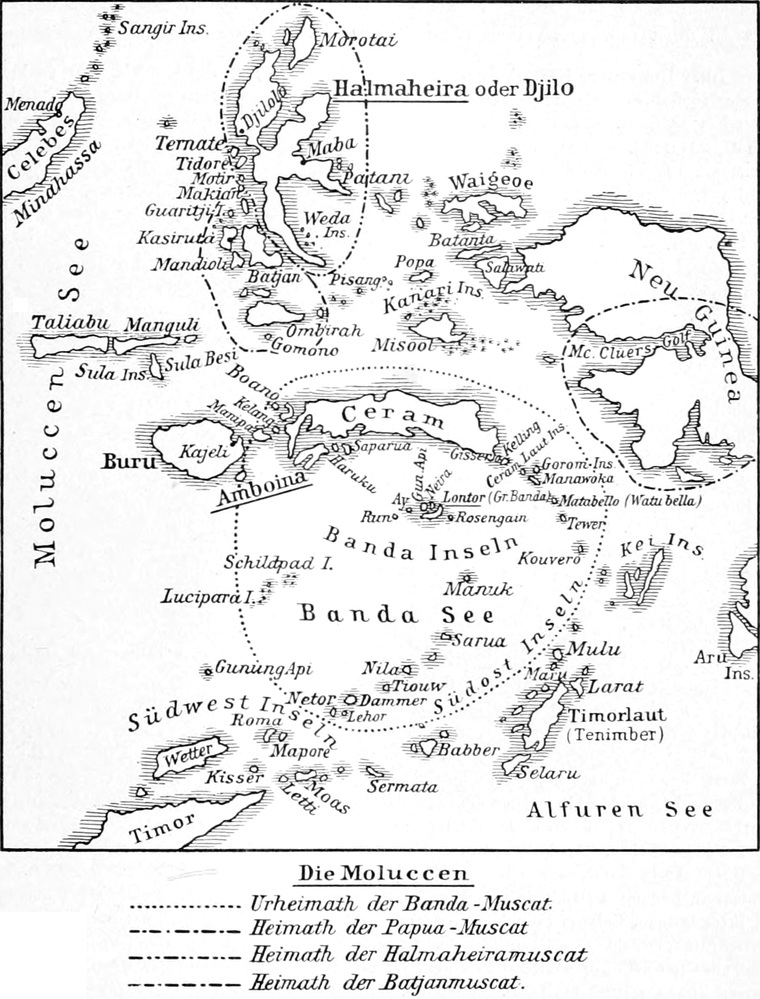 Sangir Ins.
Morotai
Halmaheira oder Djilo
Menado
Celebes
Minahassa
Djilolo
Ternate
Tidore
Motir
Makian
Guaritji I.
Kasiruta
Mandioli
Batjan
Maba
Patani
Weda
Ins.
Waigeoe
Batanta
Salawati
Popa
Pisang
Kanari Ins.
Misool
Ombirah
Gomono
Neu Guinea
Mc. Cluers Golf
Moluccen See
Taliabu Manguli
Sula Ins.
Sula Besi
Boano
Kelang
Manipa
Ceram
Buru
Kajeli
Amboina
Haruku
Saparua
Gisser
Kelling
Ceram Laut Ins.
Gorom-Ins.
Manawoka
Matabello (Watubella)
Tewer
Gun. Api
Neira
Ay
Lontor (Gr. Banda)
Run
Rosengain
Banda Inseln
Kouvero
Kei Ins.
Schildpad I.
Lucipara I.
Manuk
Banda See
Sarua
Aru
Ins.
Gunung Api
Nila
Tiouw
Südost Inseln
Mulu
Maru
Larat
Netor
Dammer
Lehor
Südwest Inseln
Roma
Mapore
Timorlaut
(Tenimber)
Wetter
Kisser
Letti
Moas
Sermata
Babber
Selaru
Timor
Alfuren See
Die Moluccen
Urheimath der Banda-Muscat.
Heimath der Papua-Muscat
Heimath der Halmaheiramuscat
Heimath der Batjanmuscat.